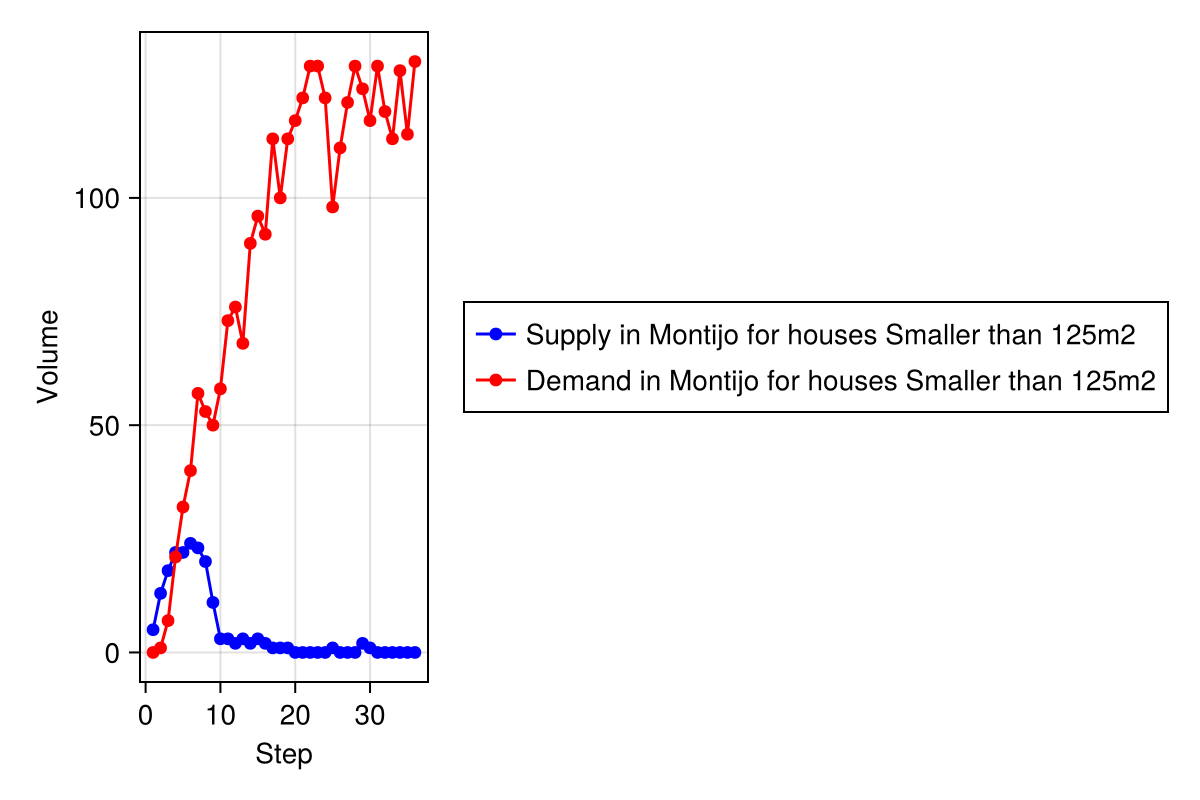 Volume
100
50
0
0 10 20 30
Step
Supply in Montijo for houses Smaller than 125m2
Demand in Montijo for houses Smaller than 125m2